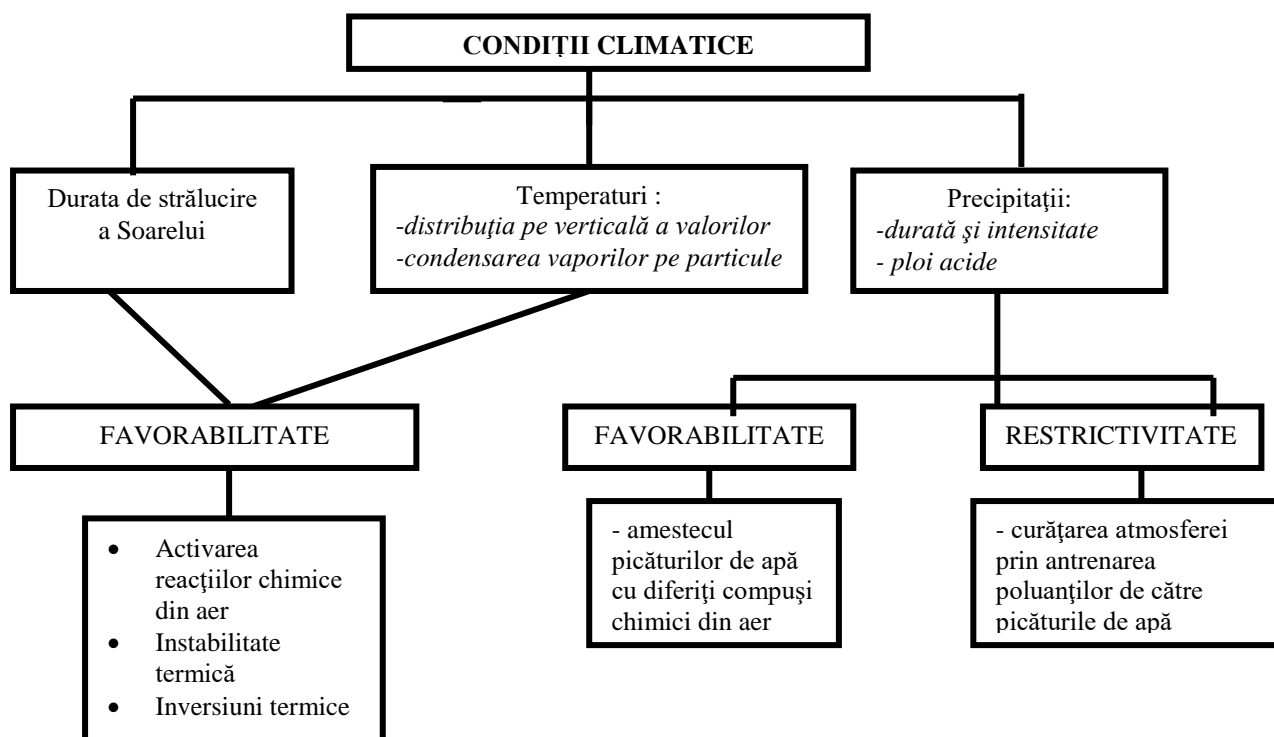 CONDIȚII CLIMATICE
Durata de strălucire
a Soarelui
Temperaturi :
-distribuţia pe verticală a valorilor
-condensarea vaporilor pe particule
Precipitaţii:
-durată şi intensitate
- ploi acide
FAVORABILITATE
FAVORABILITATE
RESTRICTIVITATE
• Activarea
reacţiilor chimice
din aer
• Instabilitate
termică
• Inversiuni termice
- amestecul
picăturilor de apă
cu diferiţi compuşi
chimici din aer
- curăţarea atmosferei
prin antrenarea
poluanţilor de către
picăturile de apă